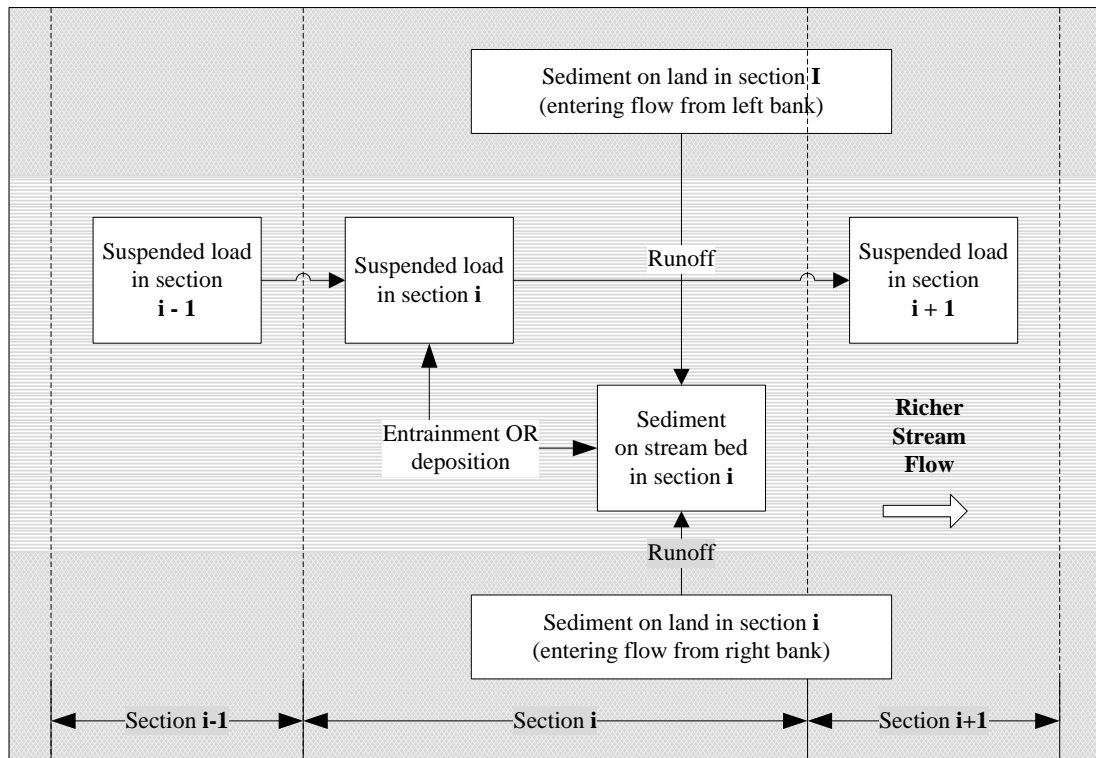 Sediment on land in section I
(entering flow from left bank)
Suspended load
in section
i - 1
Suspended load
in section i
Runoff
Suspended load
in section
i + 1
Entrainment OR
deposition
Sediment
on stream bed
in section i
Richer
Stream
Flow
Runoff
Sediment on land in section i
(entering flow from right bank)
Section i-1
Section i
Section i+1